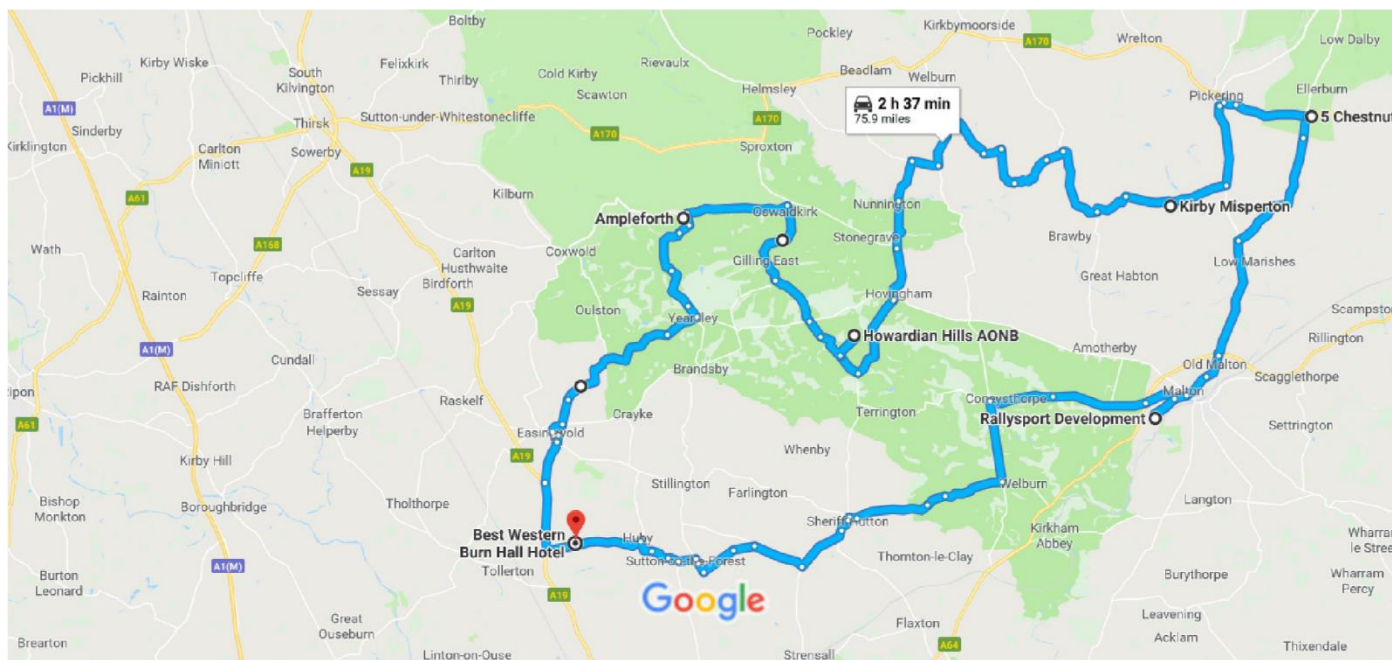 Boltby
Pockley
Kirkbymoorside
A170
Wrelton
Low Dalby
Pickhill
Kirby Wiske
South
Kilvington
Felixkirk
Thirlby
Cold Kirby
Rievaulx
Scawton
Helmsley
Beadlam
Welburn
Ellerburn
Pickering
A1(M)
Sinderby
Thirsk
Sutton-under-Whitestonecliffe
A170
A170
2 h 37 min
75.9 miles
5 Chestnut
Kirklington
Carlton
Miniott
Sowerby
A19
Sproxton
A61
Kilburn
Ampleforth
Oswaldkirk
Nunnington
Kirby Misperton
Wath
A168
Coxwold
Gilling East
Stonegrave
Brawby
Carlton
Husthwaite
Birdforth
Low Marishes
Topcliffe
Sessay
Great Habton
Rainton
A19
Oulston
Yearsley
Hovingham
Scampston
Rillington
A1(M)
Cundall
Howardian Hills AONB
Amotherby
Old Malton
Scagglethorpe
Ripon
RAF Dishforth
Raskelf
Brandsby
Coneysthorpe
Malton
A61
Brafferton
Helperby
Crayke
Terrington
Rallysport Development
Settrington
Easingwold
Kirby Hill
A19
Whenby
Bishop
Monkton
Boroughbridge
Tholthorpe
Stillington
Farlington
Welburn
Langton
Best Western
Burn Hall Hotel
Huby
Sheriff Hutton
Kirkham
Abbey
Wharram
le Street
A1(M)
Tollerton
Sutton-on-the-Forest
Thornton-le-Clay
Burton
Leonard
A19
Google
Burythorpe
Wharram
Percy
Great
Ouseburn
Flaxton
Leavening
Acklam
Brearton
Linton-on-Ouse
Strensall
A64
Thixendale